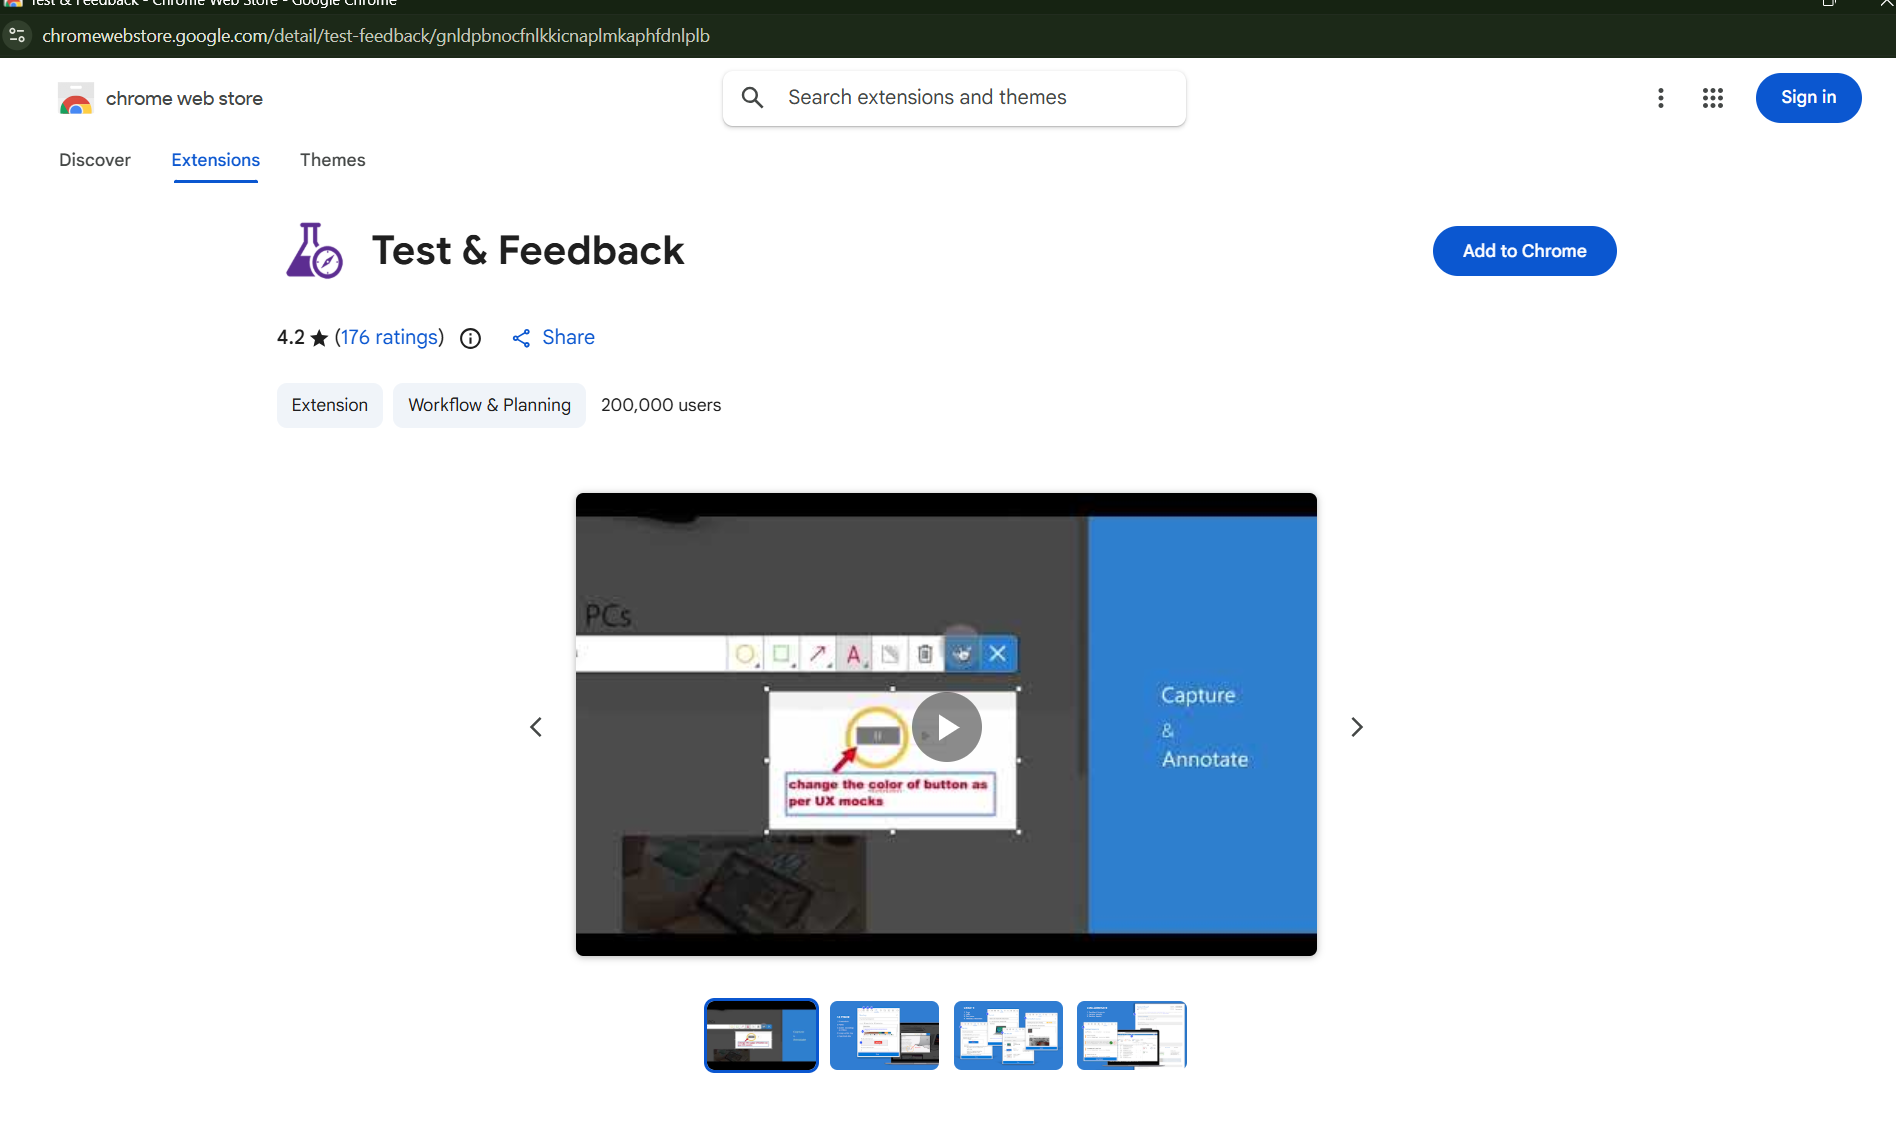 Test & Feedback - Chrome Web Store - Google Chrome
chromewebstore.google.com/detail/test-feedback/gnldpbnocfnlkkicnaplmkaphfdnlplb
chrome web store
Search extensions and themes
Sign in
Discover
Extensions
Themes
Test & Feedback
Add to Chrome
4.2 ★ (176 ratings)
Share
Extension
Workflow & Planning
200,000 users
PCs
A
Capture
&
Annotate
change the color of button as
per UX mocks